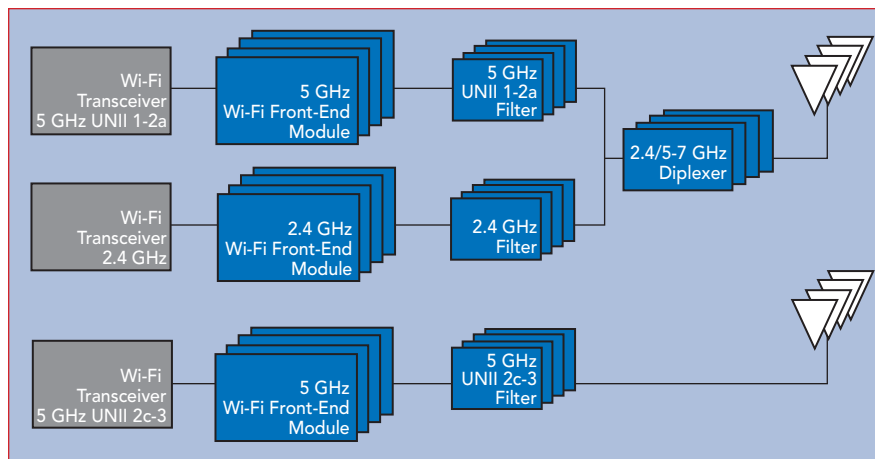 Wi-Fi
Transceiver
5 GHz UNII 1-2a
5 GHz
Wi-Fi Front-End
Module
5 GHz
UNII 1-2a
Filter
2.4/5-7 GHz
Diplexer
Wi-Fi
Transceiver
2.4 GHz
2.4 GHz
Wi-Fi Front-End
Module
2.4 GHz
Filter
Wi-Fi
Transceiver
5 GHz UNII 2c-3
5 GHz
Wi-Fi Front-End
Module
5 GHz
UNII 2c-3
Filter